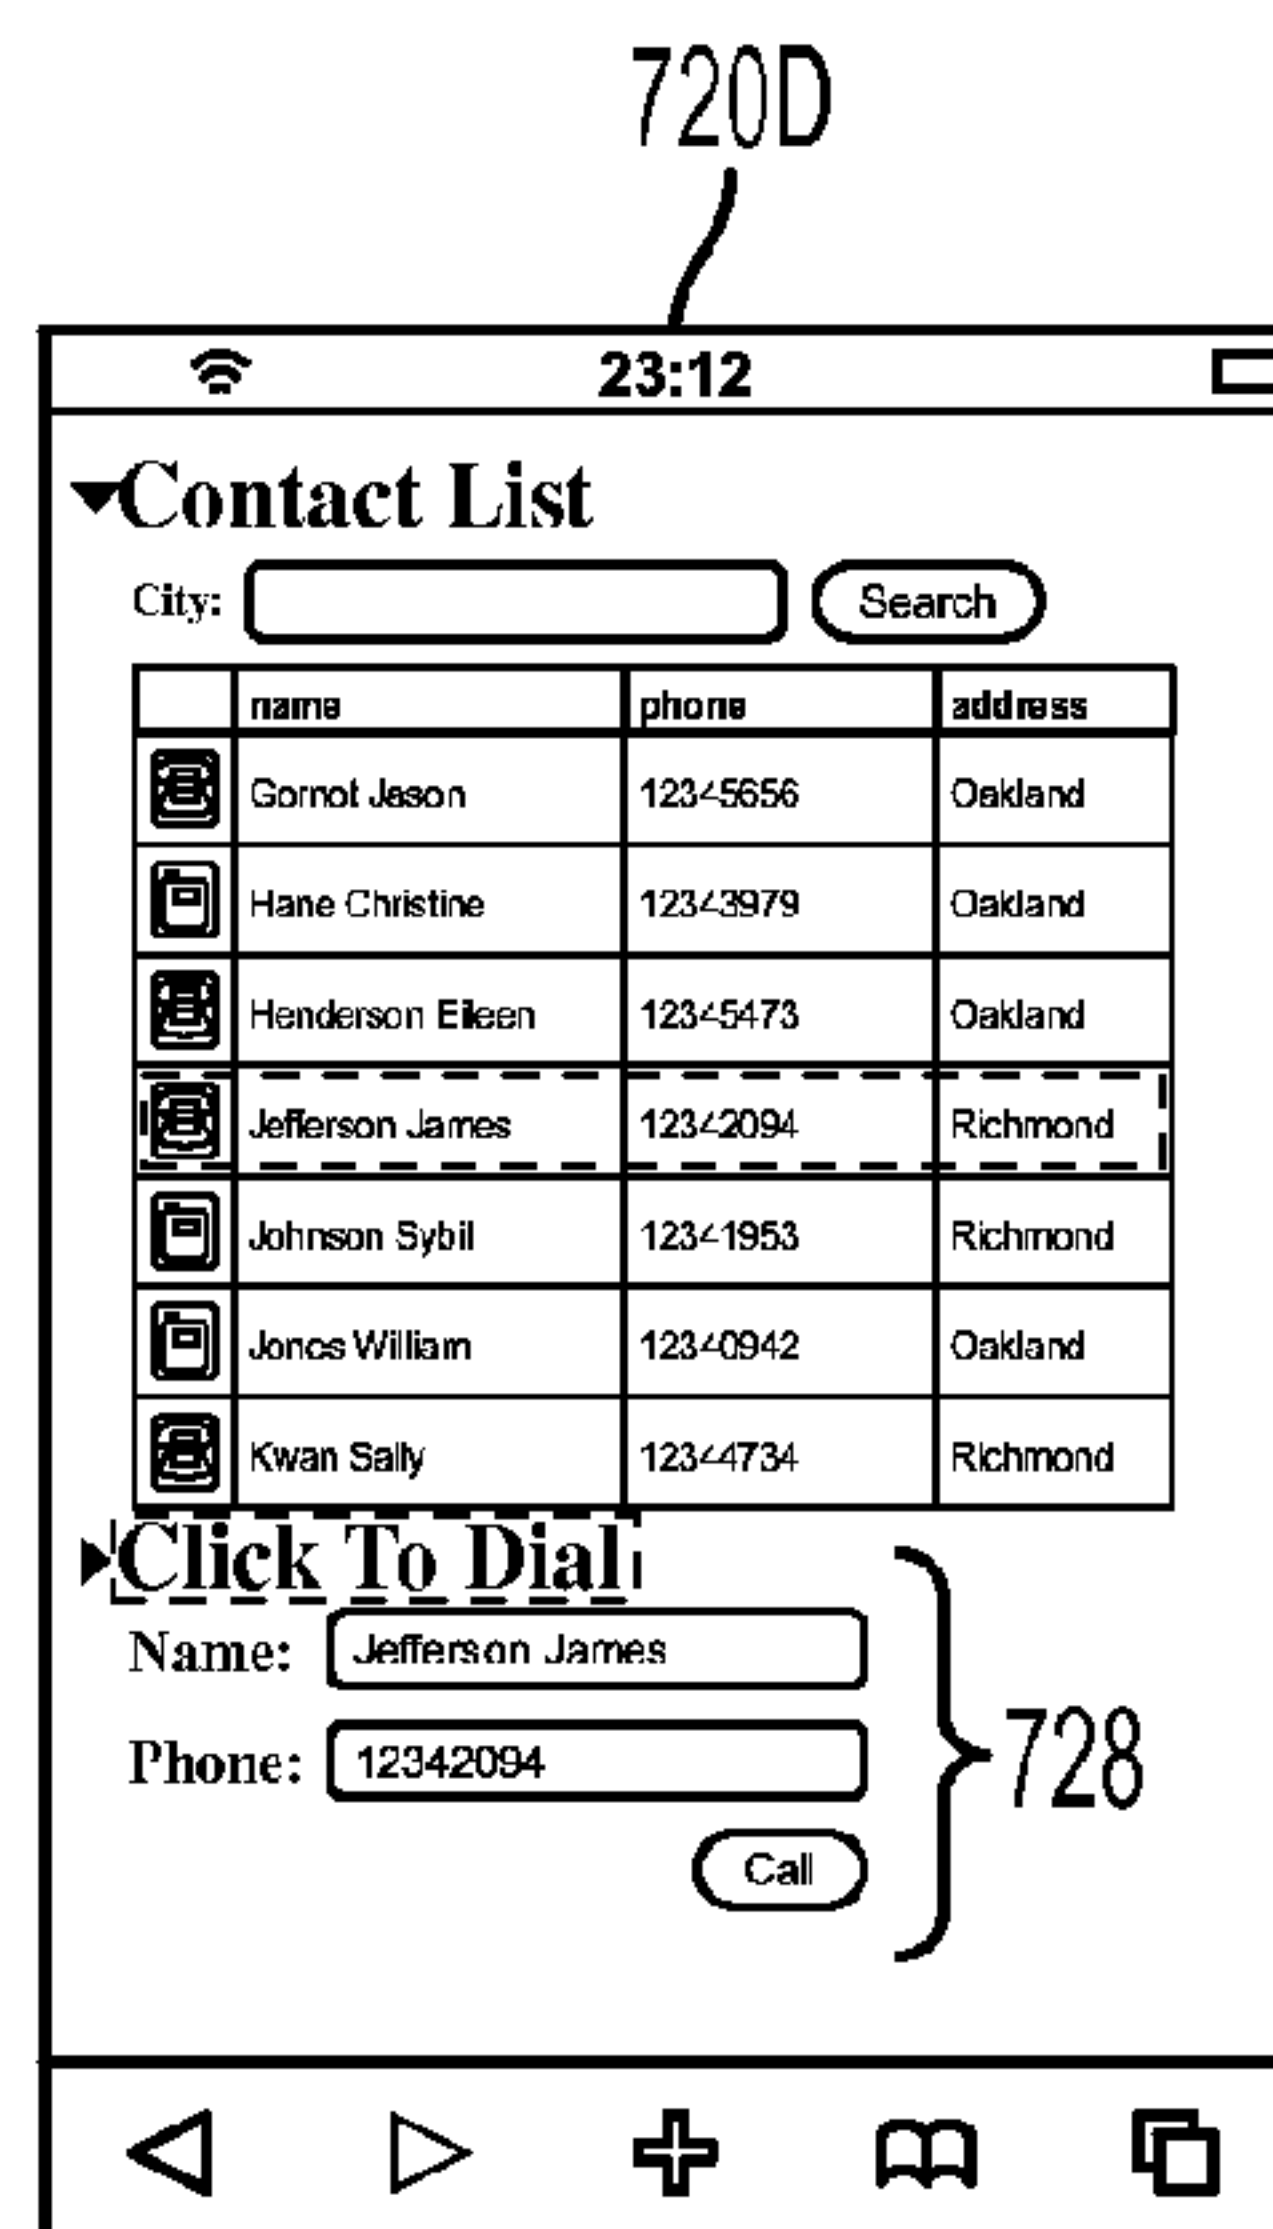 720D
23:12
Contact List
City: Search
name phone address
Gornot Jason 12345656 Oakland
Hane Christine 12343979 Oakland
Henderson Eileen 12345473 Oakland
Jefferson James 12342094 Richmond
Johnson Sybil 12341953 Richmond
Jones William 12340942 Oakland
Kwan Sally 12344734 Richmond
Click To Dial
Name: Jefferson James
Phone: 12342094
728
Call